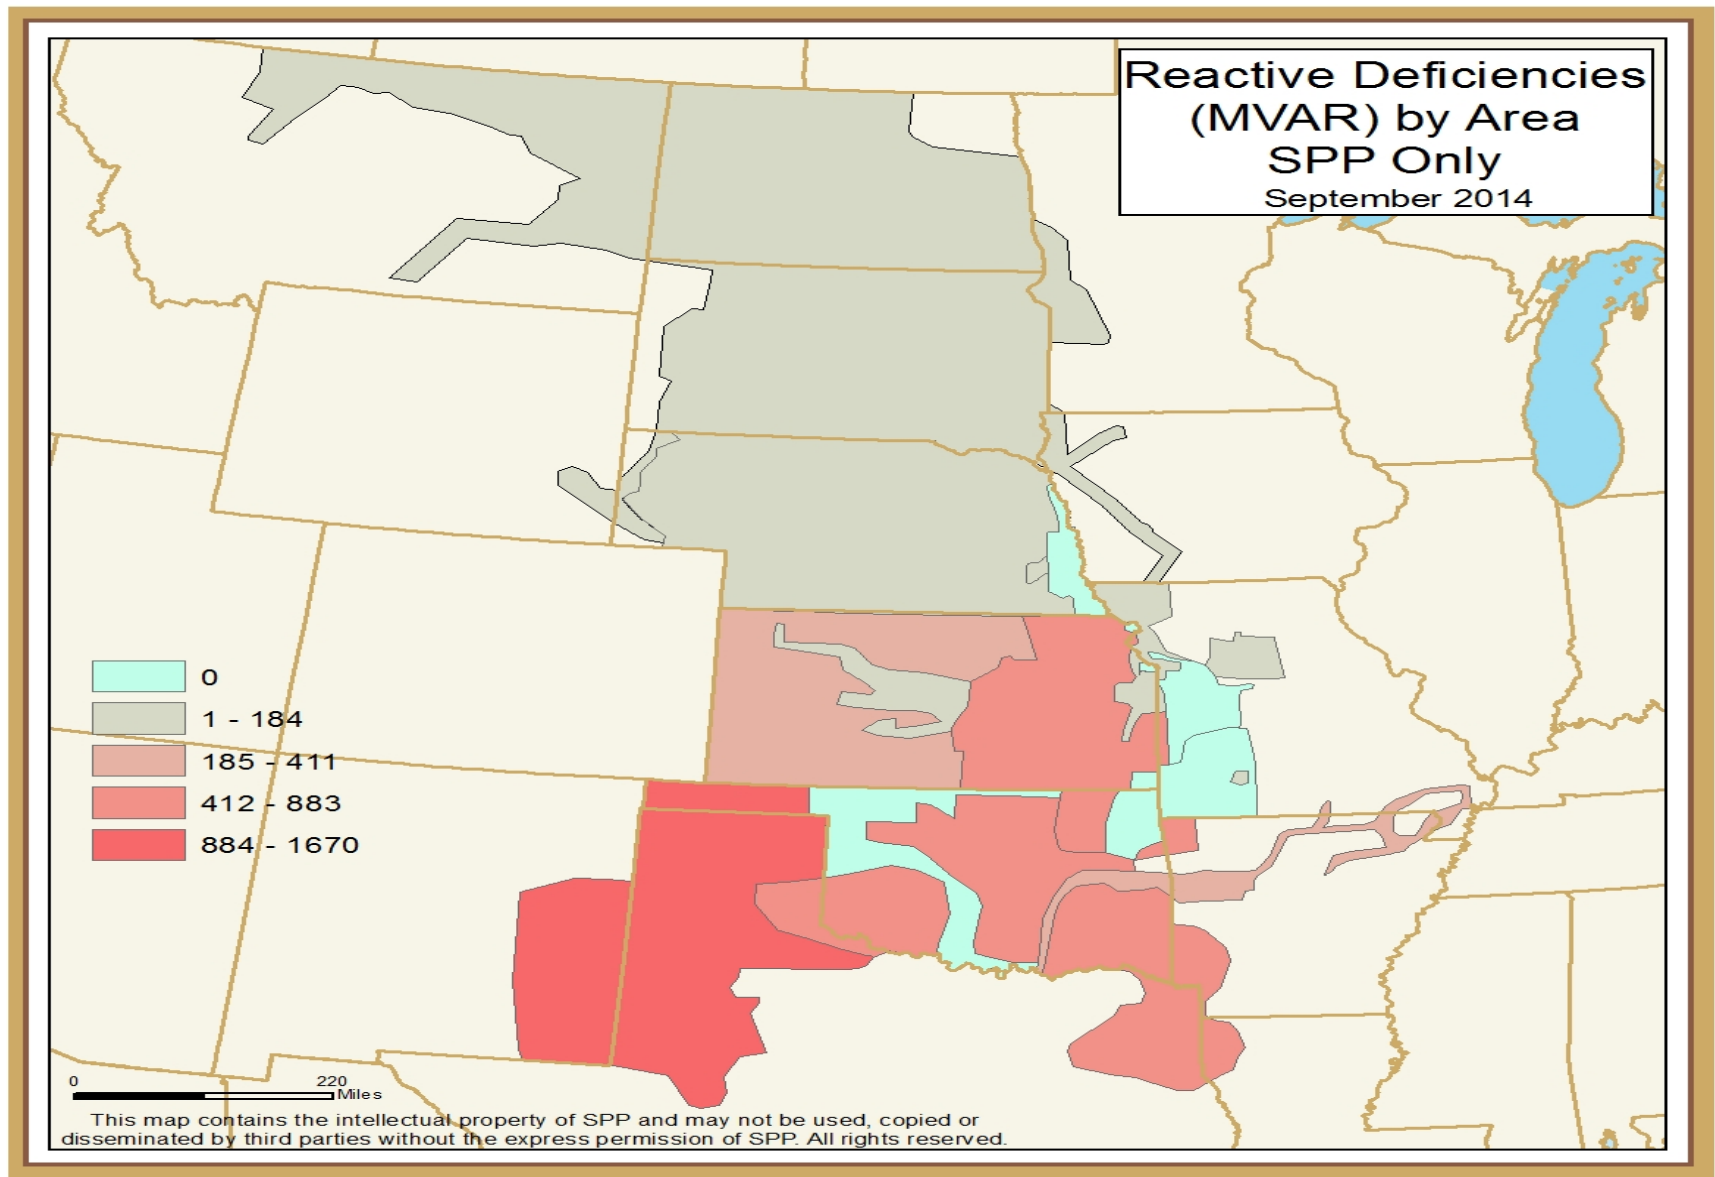 Reactive Deficiencies
(MVAR) by Area
SPP Only
September 2014
0
1 - 184
185 - 411
412 - 883
884 - 1670
0 220
Miles
This map contains the intellectual property of SPP and may not be used, copied or
disseminated by third parties without the express permission of SPP. All rights reserved.